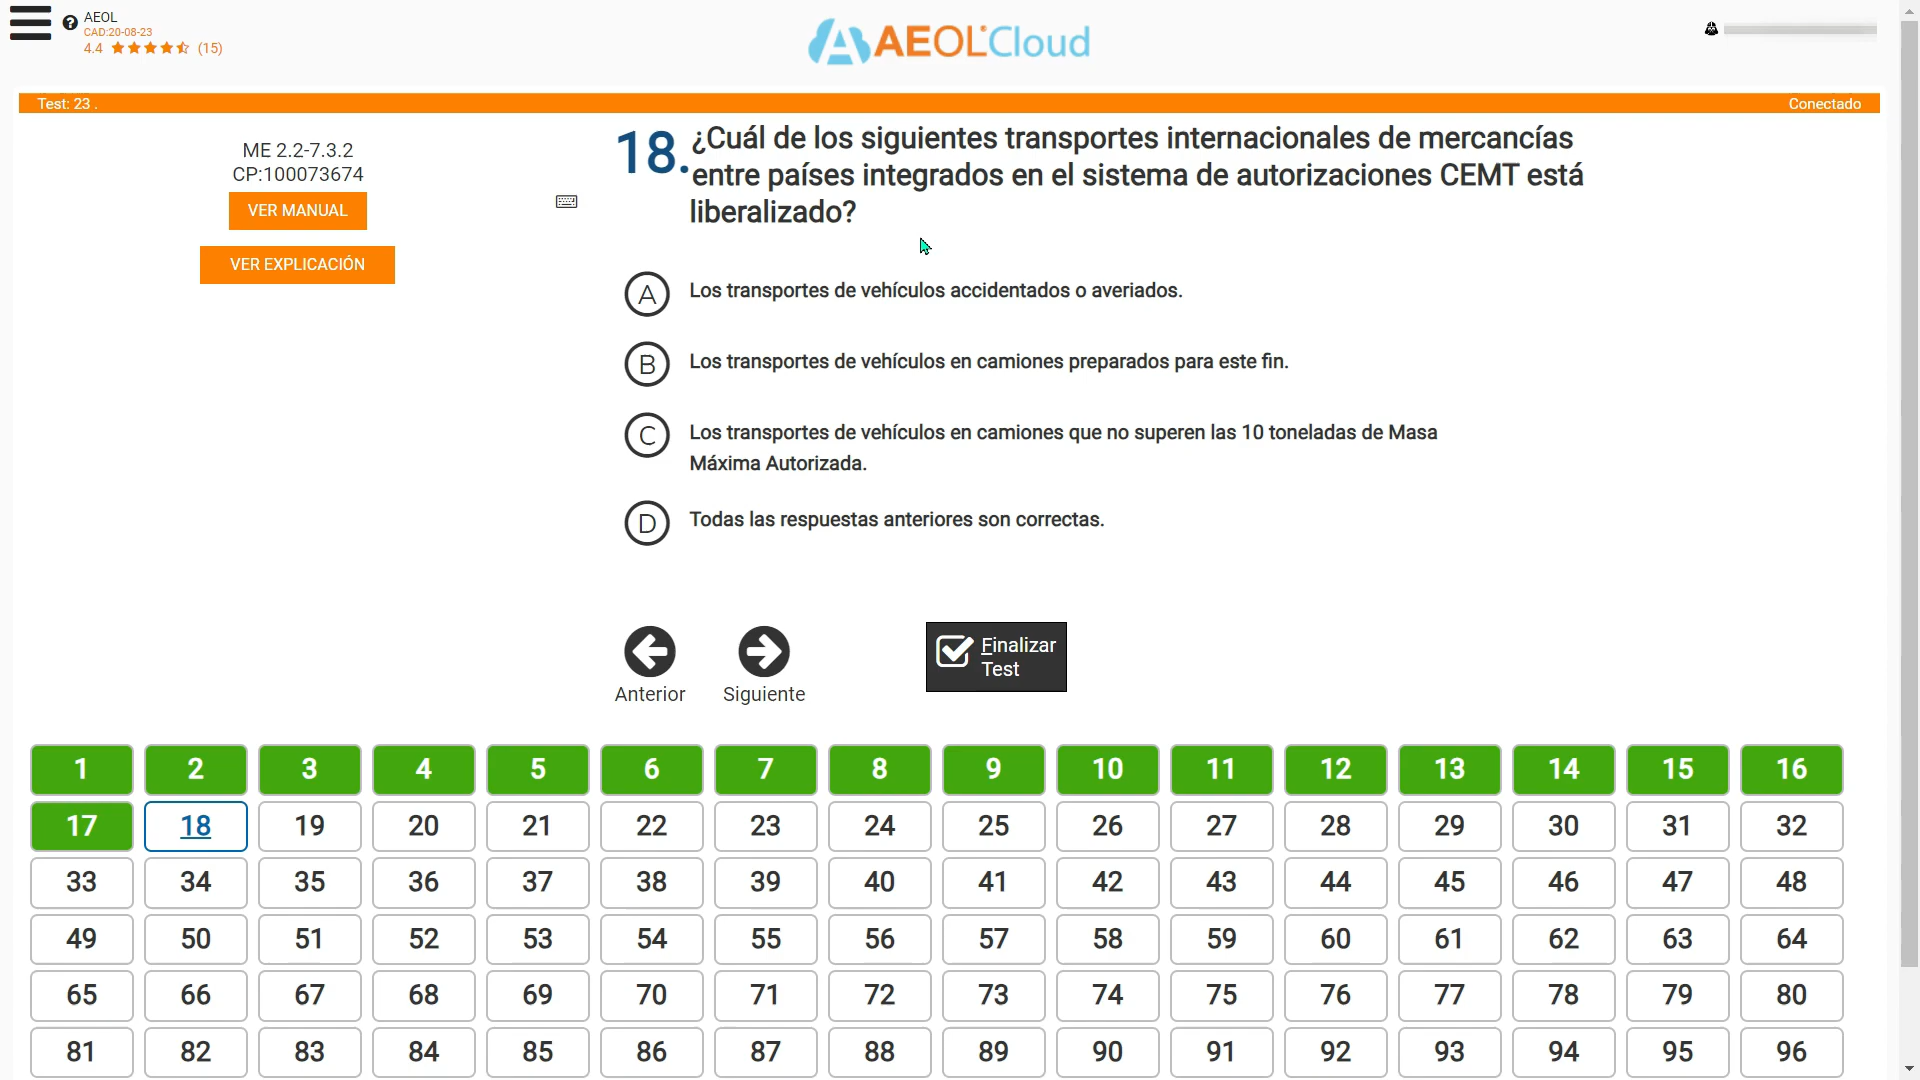 AEOL
CAD:20-08-23
4.4 (15)
AEOL Cloud
Test: 23 .
Conectado
ME 2.2-7.3.2
CP:100073674
VER MANUAL
VER EXPLICACIÓN
18. ¿Cuál de los siguientes transportes internacionales de mercancías
entre países integrados en el sistema de autorizaciones CEMT está
liberalizado?
A Los transportes de vehículos accidentados o averiados.
B Los transportes de vehículos en camiones preparados para este fin.
C Los transportes de vehículos en camiones que no superen las 10 toneladas de Masa
Máxima Autorizada.
D Todas las respuestas anteriores son correctas.
Anterior
Siguiente
Finalizar
Test
1 2 3 4 5 6 7 8 9 10 11 12 13 14 15 16
17 18 19 20 21 22 23 24 25 26 27 28 29 30 31 32
33 34 35 36 37 38 39 40 41 42 43 44 45 46 47 48
49 50 51 52 53 54 55 56 57 58 59 60 61 62 63 64
65 66 67 68 69 70 71 72 73 74 75 76 77 78 79 80
81 82 83 84 85 86 87 88 89 90 91 92 93 94 95 96